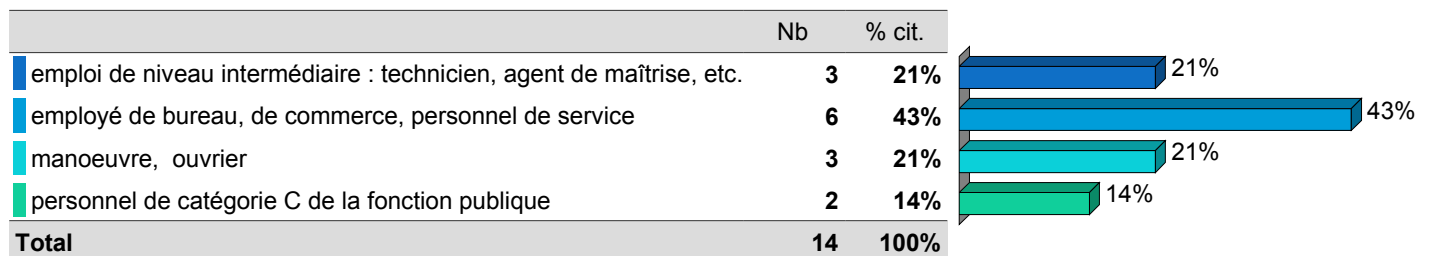 Nb % cit.
emploi de niveau intermédiaire : technicien, agent de maîtrise, etc. 3 21% 21%
employé de bureau, de commerce, personnel de service 6 43% 43%
manoeuvre, ouvrier 3 21% 21%
personnel de catégorie C de la fonction publique 2 14% 14%
Total 14 100%